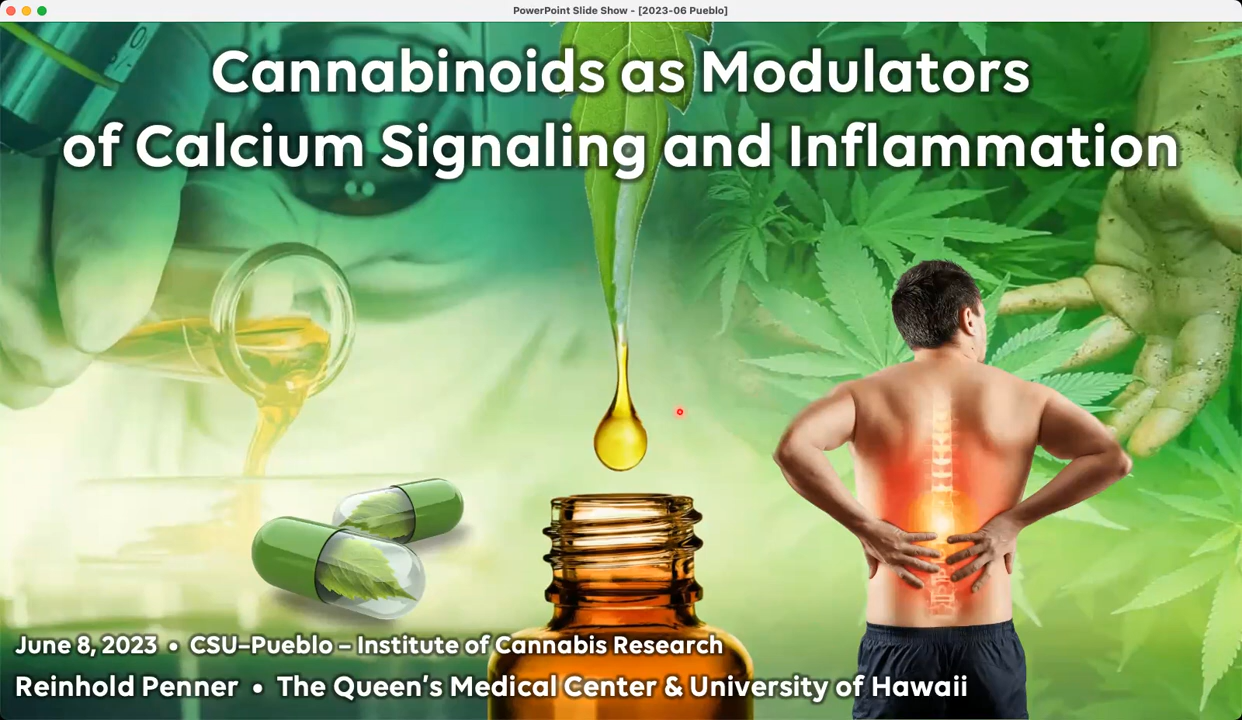 PowerPoint Slide Show - [2023-06 Pueblo]
Cannabinoids as Modulators
of Calcium Signaling and Inflammation
June 8, 2023 • CSU-Pueblo – Institute of Cannabis Research
Reinhold Penner • The Queen's Medical Center & University of Hawaii